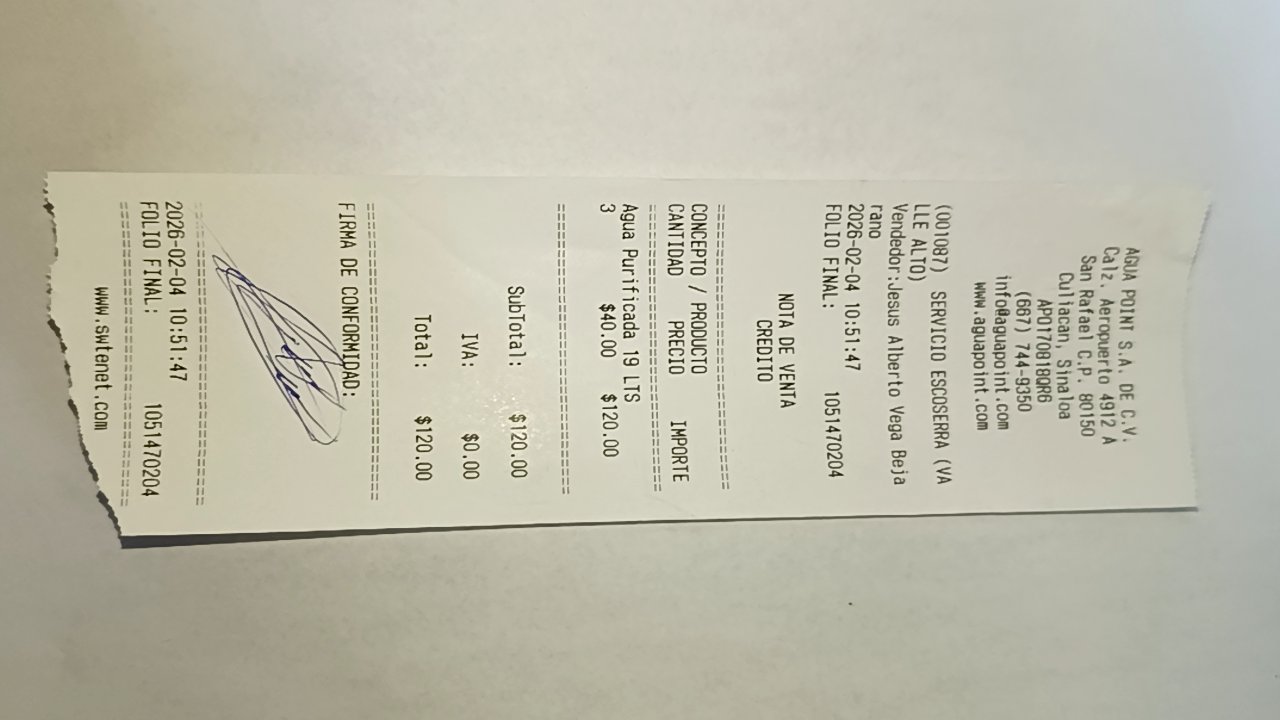 AGUA POINT S.A. DE C.V.
Calz. Aeropuerto 4912 A
San Rafael C.P. 80150
Culiacan, Sinaloa
APO170818QR6
(667) 744-9350
info@aguapoint.com
www.aguapoint.com
(001087) SERVICIO ESCOSERRA (VA
LLE ALTO)
Vendedor:Jesus Alberto Vega Beja
rano
2026-02-04 10:51:47
FOLIO FINAL: 1051470204
NOTA DE VENTA
CREDITO
================================
CONCEPTO / PRODUCTO
CANTIDAD PRECIO IMPORTE
================================
Agua Purificada 19 LTS
3 $40.00 $120.00
================================
SubTotal: $120.00
IVA: $0.00
Total: $120.00
================================
FIRMA DE CONFORMIDAD:
================================
2026-02-04 10:51:47
FOLIO FINAL: 1051470204
================================
www.swtenet.com